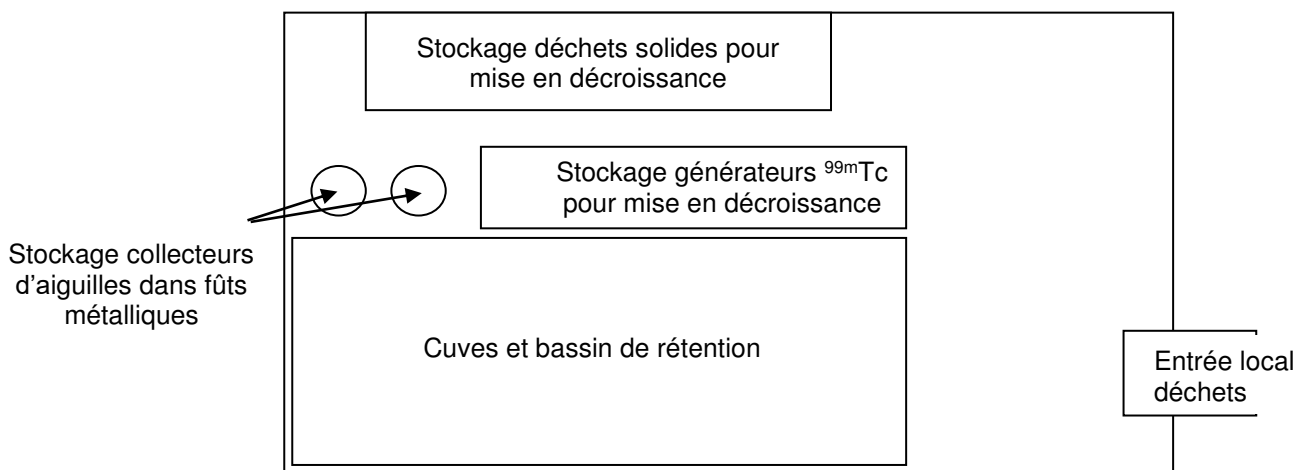 Stockage déchets solides pour
mise en décroissance
Stockage générateurs ⁹⁹ᵐTc
pour mise en décroissance
Stockage collecteurs
d'aiguilles dans fûts
métalliques
Cuves et bassin de rétention
Entrée local
déchets